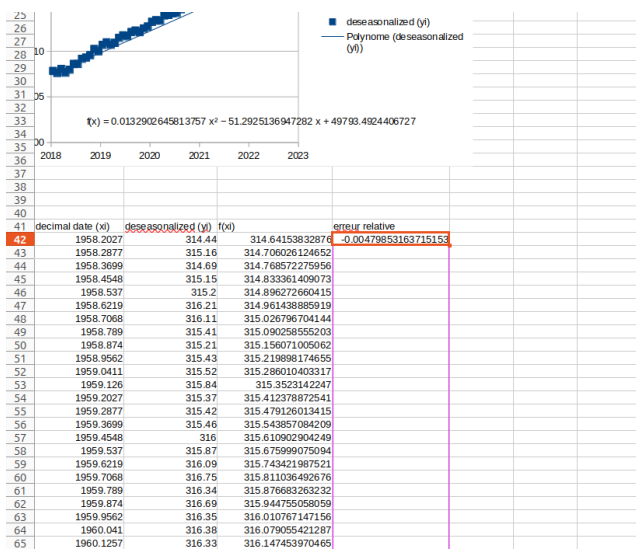 25
26 deseasonalized (yi)
27 Polynome (deseasonalized
28 10 (yi))
29
30
31 05
32
33 f(x) = 0.0132902645813757 x² − 51.2925136947282 x + 49793.4924406727
34
35 00
36 2018 2019 2020 2021 2022 2023
37
38
39
40
41 decimal date (xi) deseasonalized (yi) f(xi) erreur relative
42 1958.2027 314.44 314.64153832876 -0.00479853163715153
43 1958.2877 315.16 314.706026124652
44 1958.3699 314.69 314.768572275956
45 1958.4548 315.15 314.833361409073
46 1958.537 315.2 314.896272660415
47 1958.6219 316.21 314.961438885919
48 1958.7068 316.11 315.026796704144
49 1958.789 315.41 315.090258555203
50 1958.874 315.21 315.156071005062
51 1958.9562 315.43 315.219898174655
52 1959.0411 315.52 315.286010403317
53 1959.126 315.84 315.3523142247
54 1959.2027 315.37 315.412378872541
55 1959.2877 315.42 315.479126013415
56 1959.3699 315.46 315.543857084209
57 1959.4548 316 315.610902904249
58 1959.537 315.87 315.675999075094
59 1959.6219 316.09 315.743421987521
60 1959.7068 316.75 315.811036492676
61 1959.789 316.34 315.876683263232
62 1959.874 316.69 315.944755058059
63 1959.9562 316.35 316.010767147156
64 1960.041 316.38 316.079055421287
65 1960.1257 316.33 316.147453970465